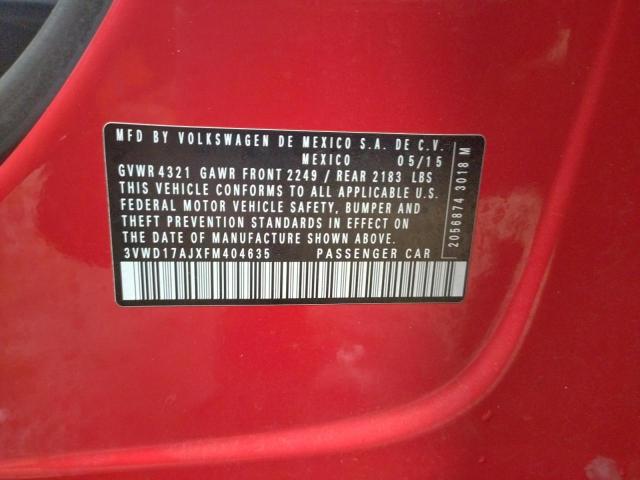 MFD BY VOLKSWAGEN DE MEXICO S.A. DE C.V.
MEXICO 05/15
GVWR 4321 GAWR FRONT 2249 / REAR 2183 LBS
THIS VEHICLE CONFORMS TO ALL APPLICABLE U.S.
FEDERAL MOTOR VEHICLE SAFETY, BUMPER AND
THEFT PREVENTION STANDARDS IN EFFECT ON
THE DATE OF MANUFACTURE SHOWN ABOVE.
3VWD17AJXFM404635 PASSENGER CAR
2056874 3018 M